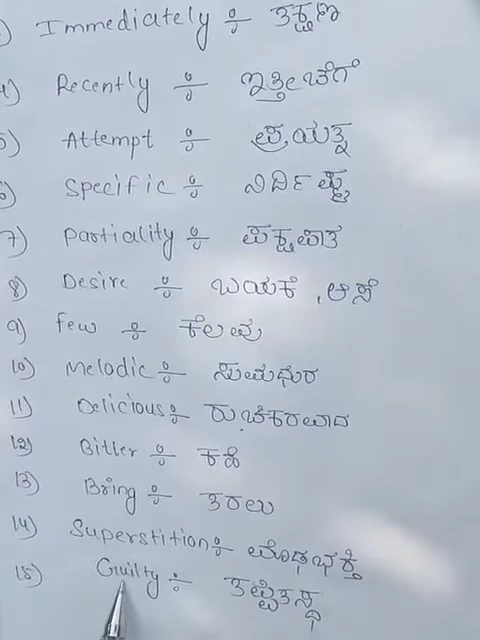 ) Immediately ÷ ತಕ್ಷಣ
4) Recently ÷ ಇತ್ತೀಚೆಗೆ
5) Attempt ÷ ಪ್ರಯತ್ನ
6) Specific ÷ ನಿರ್ದಿಷ್ಟ
7) Partiality ÷ ಪಕ್ಷಪಾತ
8) Desire ÷ ಬಯಕೆ, ಆಸೆ
9) few ÷ ಕೆಲವು
10) Melodic ÷ ಸುಮಧುರ
11) Delicious ÷ ರುಚಿಕರವಾದ
12) Bitter ÷ ಕಹಿ
13) Bring ÷ ತರಲು
14) Superstition ÷ ಮೊಢಭಕ್ತಿ
15) Guilty ÷ ತಪ್ಪಿತಸ್ಥ